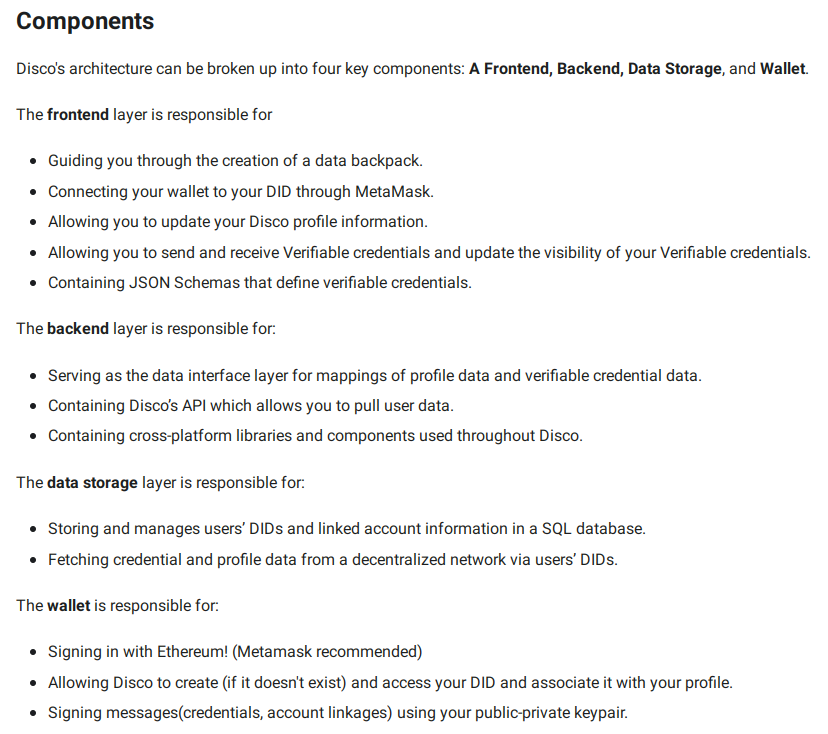 Components
Disco's architecture can be broken up into four key components: A Frontend, Backend, Data Storage, and Wallet.
The frontend layer is responsible for
Guiding you through the creation of a data backpack.
Connecting your wallet to your DID through MetaMask.
Allowing you to update your Disco profile information.
Allowing you to send and receive Verifiable credentials and update the visibility of your Verifiable credentials.
Containing JSON Schemas that define verifiable credentials.
The backend layer is responsible for:
Serving as the data interface layer for mappings of profile data and verifiable credential data.
Containing Disco’s API which allows you to pull user data.
Containing cross-platform libraries and components used throughout Disco.
The data storage layer is responsible for:
Storing and manages users’ DIDs and linked account information in a SQL database.
Fetching credential and profile data from a decentralized network via users’ DIDs.
The wallet is responsible for:
Signing in with Ethereum! (Metamask recommended)
Allowing Disco to create (if it doesn't exist) and access your DID and associate it with your profile.
Signing messages(credentials, account linkages) using your public-private keypair.